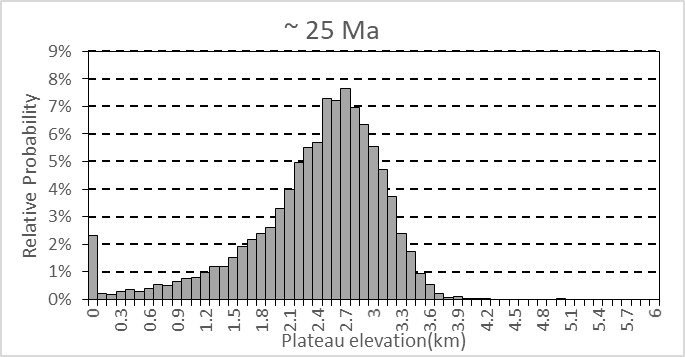 ~ 25 Ma
9%
8%
7%
6%
5%
4%
3%
2%
1%
0%
Relative Probability
0 0.3 0.6 0.9 1.2 1.5 1.8 2.1 2.4 2.7 3 3.3 3.6 3.9 4.2 4.5 4.8 5.1 5.4 5.7 6
Plateau elevation(km)